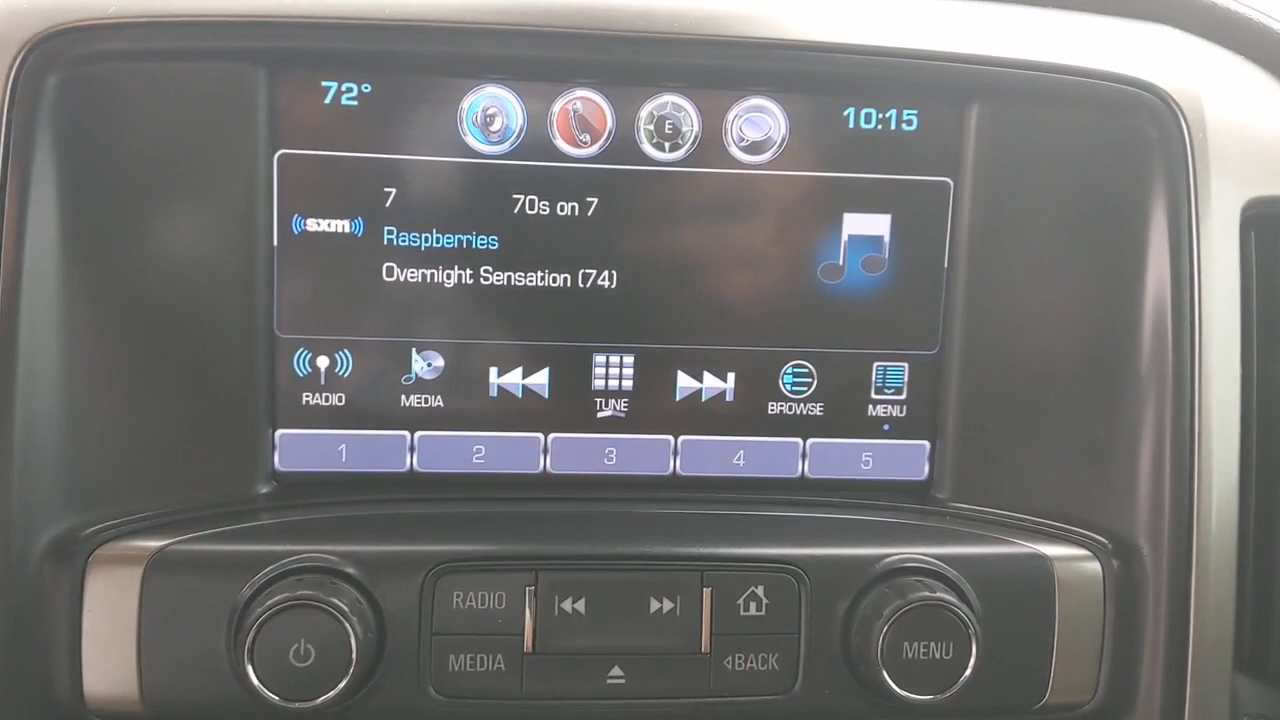 72°
E
10:15
7 70s on 7
sxm
Raspberries
Overnight Sensation (74)
RADIO
MEDIA
TUNE
BROWSE
MENU
1 2 3 4 5
RADIO
MEDIA
BACK
MENU